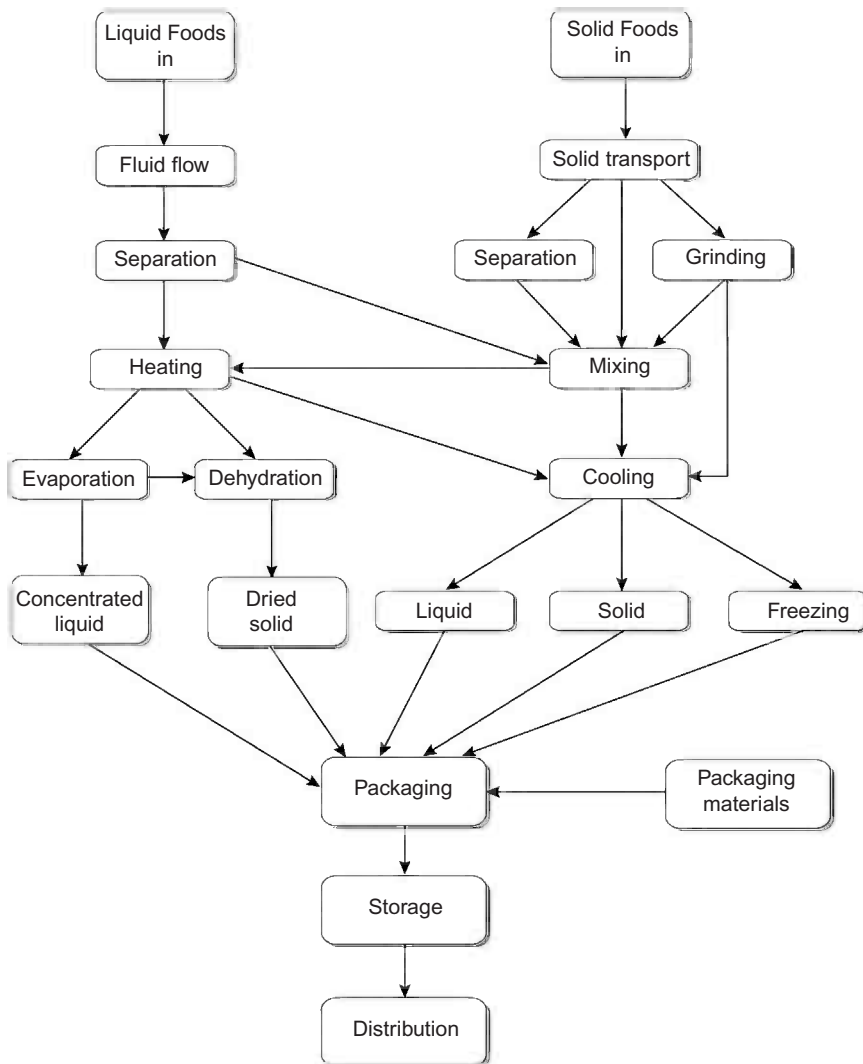 Liquid Foods
in
Solid Foods
in
Fluid flow
Solid transport
Separation
Separation
Grinding
Heating
Mixing
Evaporation
Dehydration
Cooling
Concentrated
liquid
Dried
solid
Liquid
Solid
Freezing
Packaging
Packaging
materials
Storage
Distribution